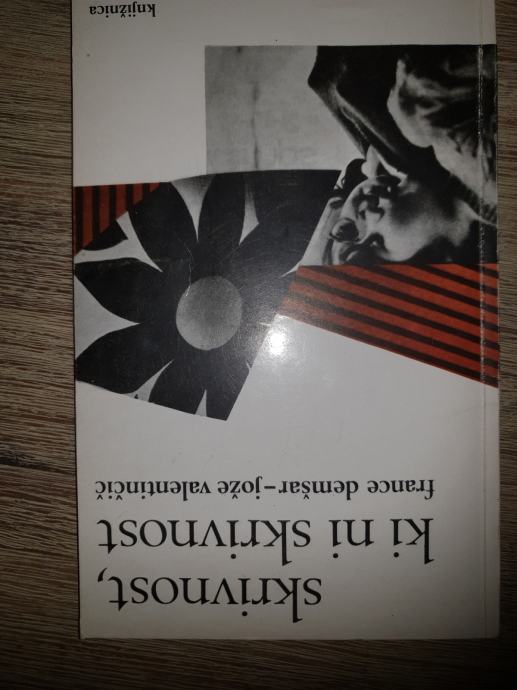 skrivnost,
ki ni skrivnost
france demšar–jože valentinčič
knjižnica